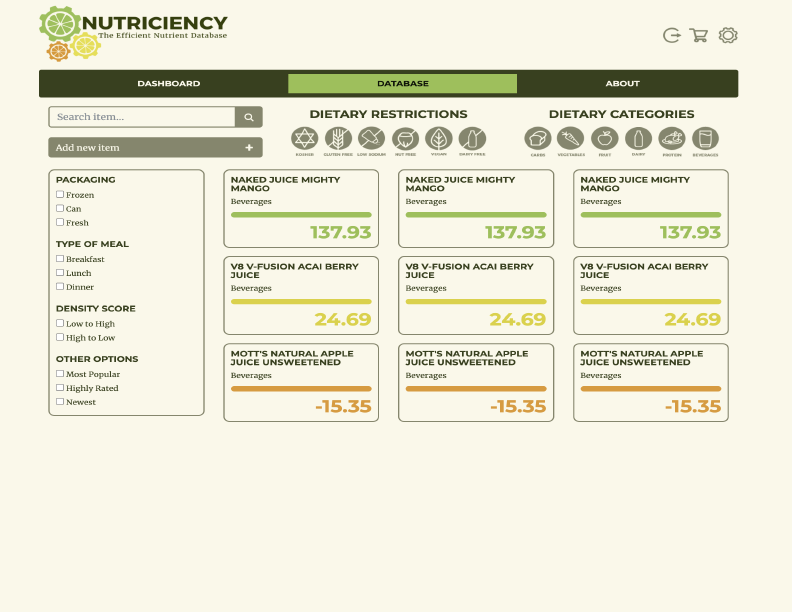 NUTRICIENCY
The Efficient Nutrient Database
DASHBOARD
DATABASE
ABOUT
Search item...
Add new item +
DIETARY RESTRICTIONS
KOSHER
GLUTEN FREE
LOW SODIUM
NUT FREE
VEGAN
DAIRY FREE
DIETARY CATEGORIES
CARBS
VEGETABLES
FRUIT
DAIRY
PROTEIN
BEVERAGES
PACKAGING
Frozen
Can
Fresh
TYPE OF MEAL
Breakfast
Lunch
Dinner
DENSITY SCORE
Low to High
High to Low
OTHER OPTIONS
Most Popular
Highly Rated
Newest
NAKED JUICE MIGHTY
MANGO
Beverages
137.93
NAKED JUICE MIGHTY
MANGO
Beverages
137.93
NAKED JUICE MIGHTY
MANGO
Beverages
137.93
V8 V-FUSION ACAI BERRY
JUICE
Beverages
24.69
V8 V-FUSION ACAI BERRY
JUICE
Beverages
24.69
V8 V-FUSION ACAI BERRY
JUICE
Beverages
24.69
MOTT'S NATURAL APPLE
JUICE UNSWEETENED
Beverages
-15.35
MOTT'S NATURAL APPLE
JUICE UNSWEETENED
Beverages
-15.35
MOTT'S NATURAL APPLE
JUICE UNSWEETENED
Beverages
-15.35